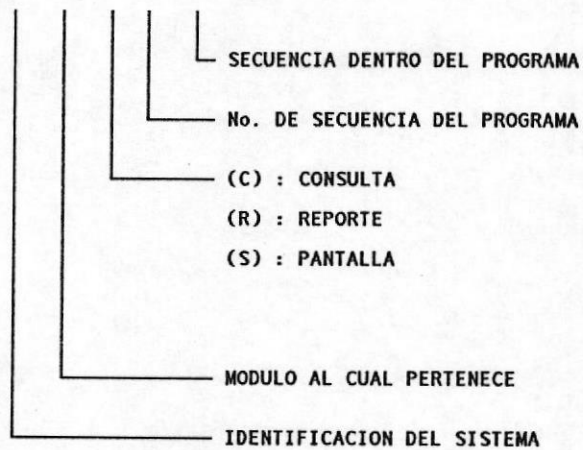 SECUENCIA DENTRO DEL PROGRAMA
No. DE SECUENCIA DEL PROGRAMA
(C) : CONSULTA
(R) : REPORTE
(S) : PANTALLA
MODULO AL CUAL PERTENECE
IDENTIFICACION DEL SISTEMA